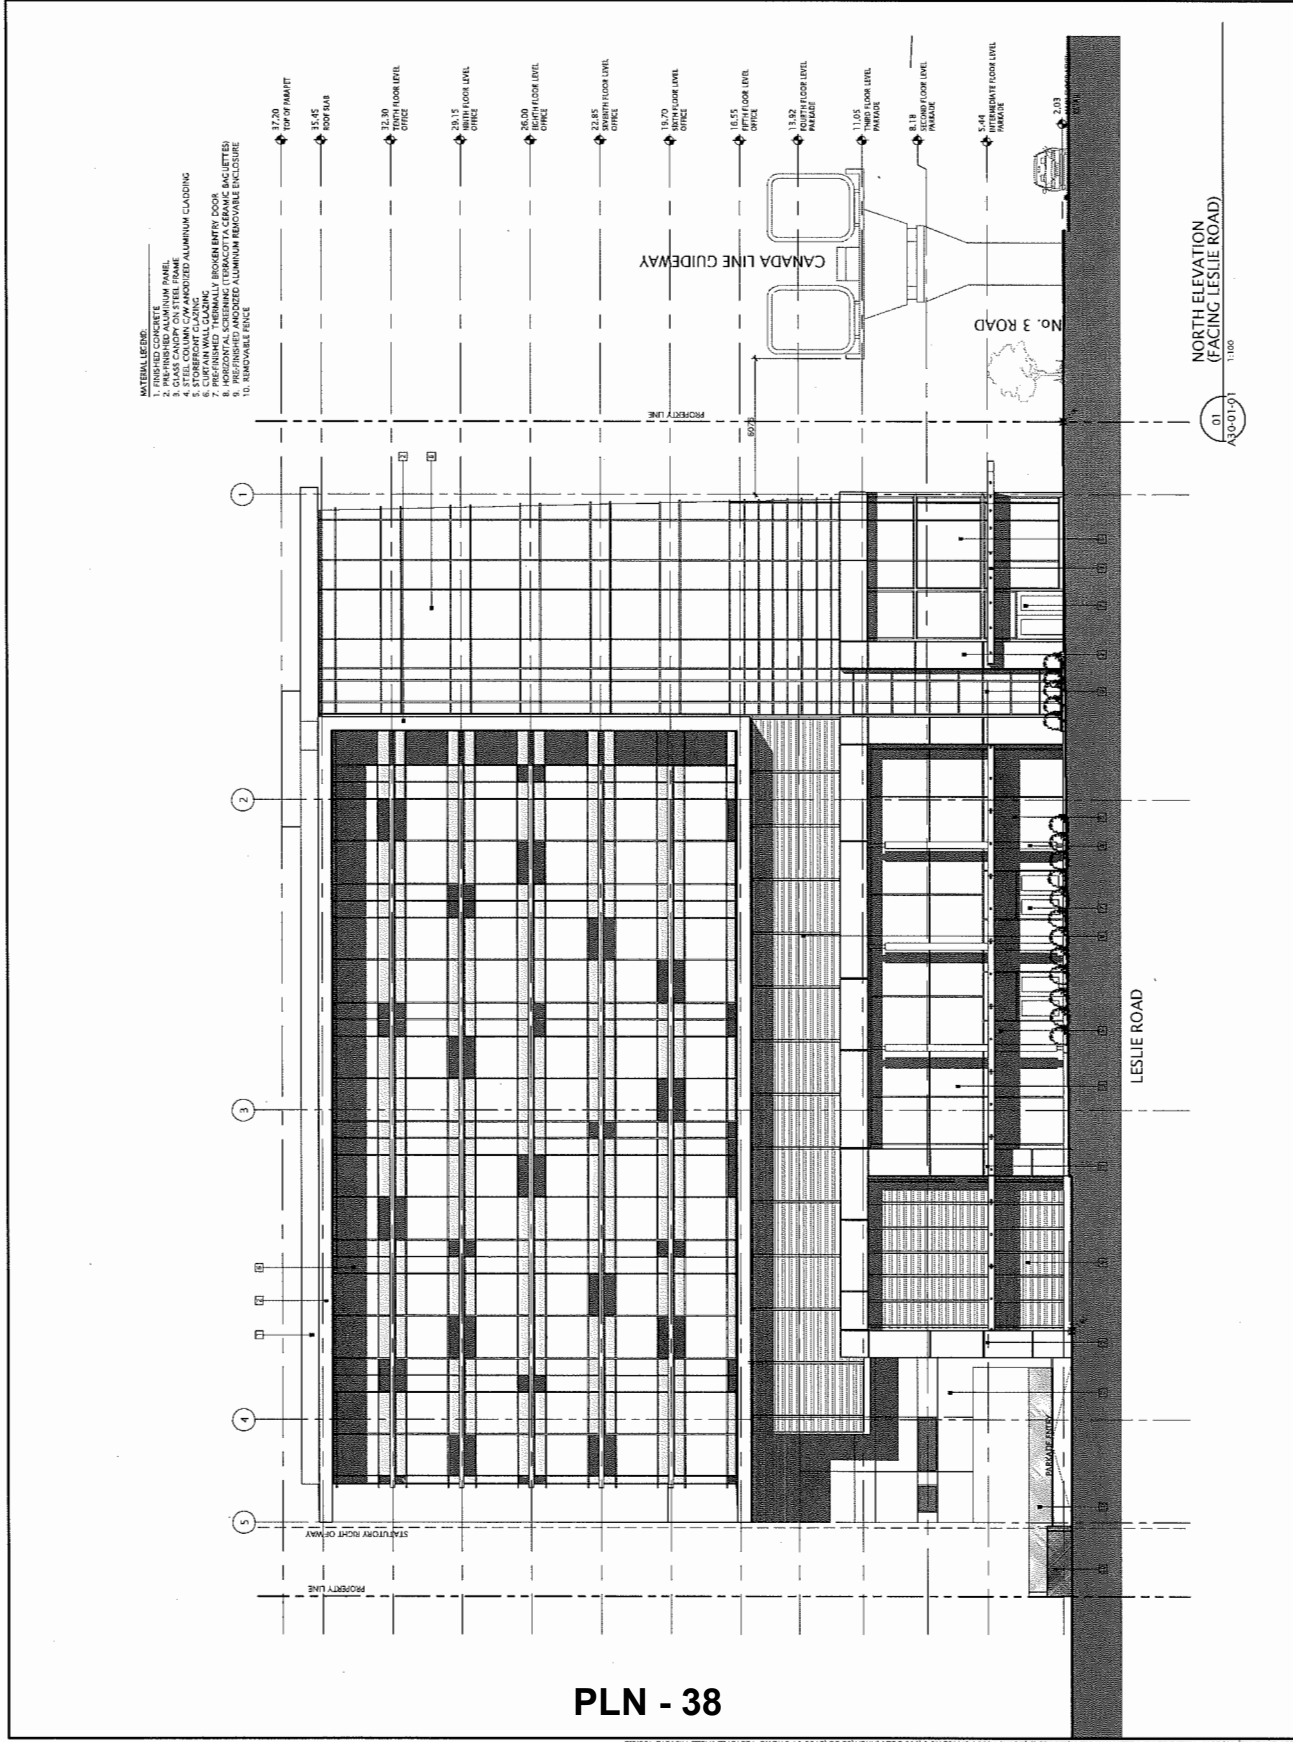 MATERIAL LEGEND:
1. FINISHED CONCRETE
2. PRE-FINISHED ALUMINUM PANEL
3. GLASS CANOPY ON STEEL FRAME
4. STEEL COLUMN C/W ANODIZED ALUMINUM CLADDING
5. STOREFRONT GLAZING
6. CURTAIN WALL GLAZING
7. PRE-FINISHED THERMALLY BROKEN ENTRY DOOR
8. HORIZONTAL SCREENING (TERRACOTTA CERAMIC BAGUETTES)
9. PRE-FINISHED ANODIZED ALUMINUM REMOVABLE ENCLOSURE
10. REMOVABLE FENCE
37.20
TOP OF PARAPET
35.45
ROOF SLAB
32.30
TENTH FLOOR LEVEL
OFFICE
29.15
NINTH FLOOR LEVEL
OFFICE
26.00
EIGHTH FLOOR LEVEL
OFFICE
22.85
SEVENTH FLOOR LEVEL
OFFICE
19.70
SIXTH FLOOR LEVEL
OFFICE
16.55
FIFTH FLOOR LEVEL
OFFICE
13.92
FOURTH FLOOR LEVEL
PARKADE
11.05
THIRD FLOOR LEVEL
PARKADE
8.18
SECOND FLOOR LEVEL
PARKADE
5.44
INTERMEDIATE FLOOR LEVEL
PARKADE
2.03
CANADA LINE GUIDEWAY
No. 3 ROAD
PROPERTY LINE
1
2
3
4
5
STATUTORY RIGHT OF WAY
PROPERTY LINE
PARKADE ENTRY
LESLIE ROAD
01
A30-01-01
NORTH ELEVATION
(FACING LESLIE ROAD)
1:100
PLN - 38